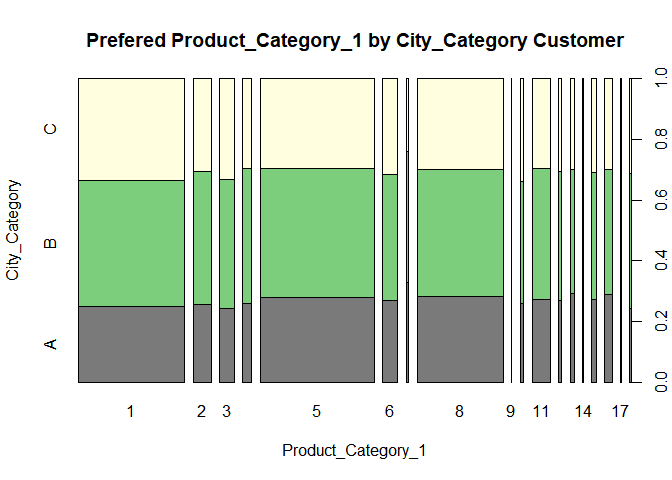 Prefered Product_Category_1 by City_Category Customer
City_Category
C
B
A
1.0
0.8
0.6
0.4
0.2
0.0
1 2 3 5 6 8 9 11 14 17
Product_Category_1